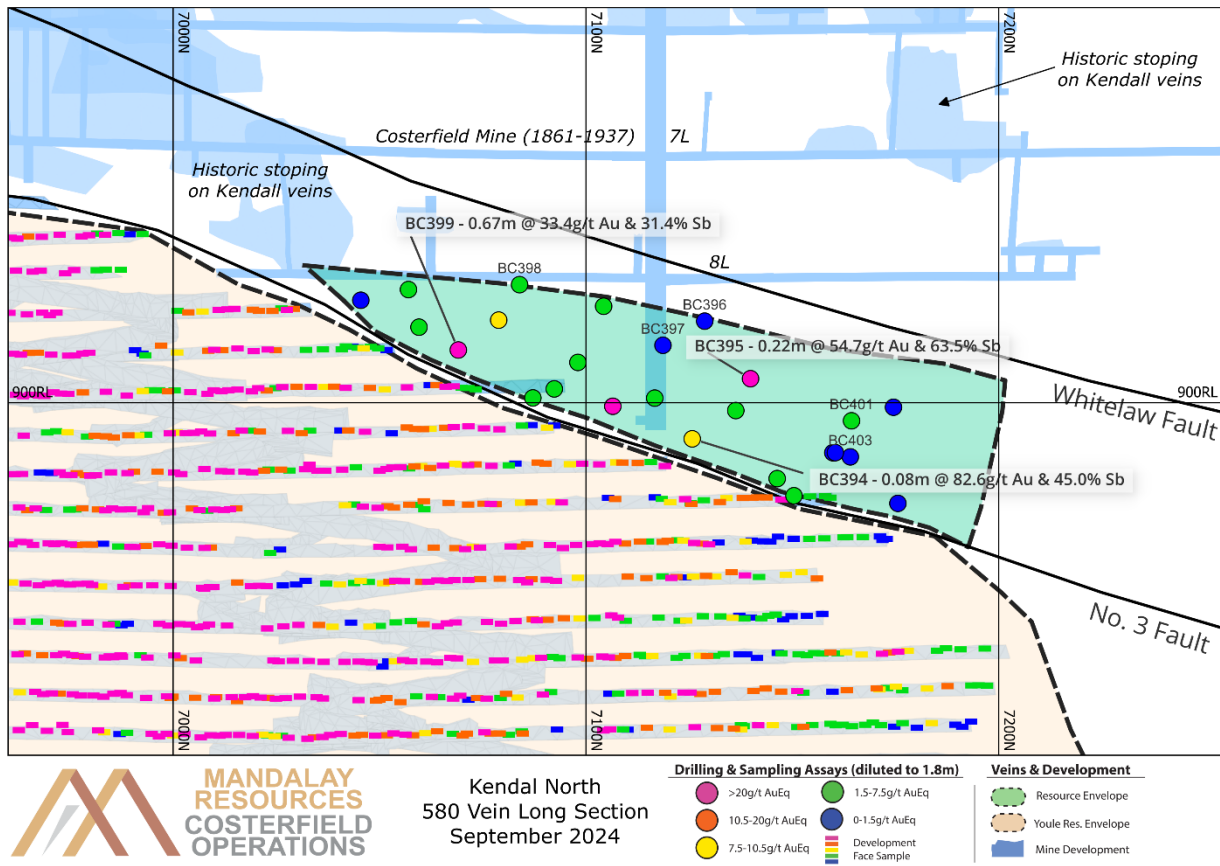 7000N
7100N
7200N
Historic stoping
on Kendall veins
Costerfield Mine (1861-1937)
7L
Historic stoping
on Kendall veins
BC399 - 0.67m @ 33.4g/t Au & 31.4% Sb
8L
BC398
BC396
BC397
BC395 - 0.22m @ 54.7g/t Au & 63.5% Sb
900RL
900RL
Whitelaw Fault
BC401
BC403
BC394 - 0.08m @ 82.6g/t Au & 45.0% Sb
No. 3 Fault
7000N
7100N
7200N
MANDALAY
RESOURCES
COSTERFIELD
OPERATIONS
Kendal North
580 Vein Long Section
September 2024
Drilling & Sampling Assays (diluted to 1.8m)
>20g/t AuEq
10.5-20g/t AuEq
7.5-10.5g/t AuEq
1.5-7.5g/t AuEq
0-1.5g/t AuEq
Development
Face Sample
Veins & Development
Resource Envelope
Youle Res. Envelope
Mine Development